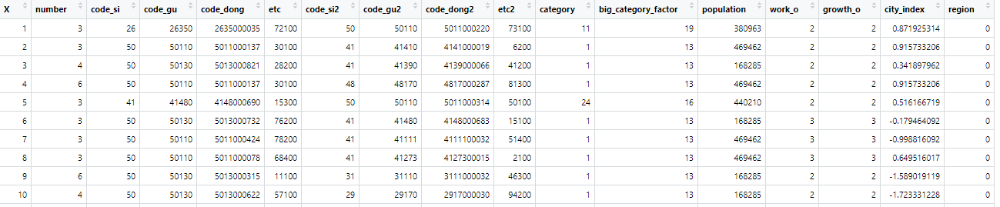 X number code_si code_gu code_dong etc code_si2 code_gu2 code_dong2 etc2 category big_category_factor population work_o growth_o city_index region
1 3 26 26350 2635000035 72100 50 50110 5011000220 73100 11 19 380963 2 2 0.871925314 0
2 3 50 50110 5011000137 30100 41 41410 4141000019 6200 1 13 469462 2 2 0.915733206 0
3 4 50 50130 5013000821 28200 41 41390 4139000066 41200 1 13 168285 2 2 0.341897962 0
4 6 50 50110 5011000137 30100 48 48170 4817000287 81300 1 13 469462 2 2 0.915733206 0
5 3 41 41480 4148000690 15300 50 50110 5011000314 50100 24 16 440210 2 2 0.516166719 0
6 3 50 50130 5013000732 76200 41 41480 4148000683 15100 1 13 168285 3 3 -0.179464092 0
7 3 50 50110 5011000424 78200 41 41111 4111100032 51400 1 13 469462 3 3 -0.998816092 0
8 3 50 50110 5011000078 68400 41 41273 4127300015 2100 1 13 469462 3 3 0.649516017 0
9 6 50 50130 5013000315 11100 31 31110 3111000032 46300 1 13 168285 2 2 -1.589019119 0
10 4 50 50130 5013000622 57100 29 29170 2917000030 94200 1 13 168285 2 2 -1.723331228 0